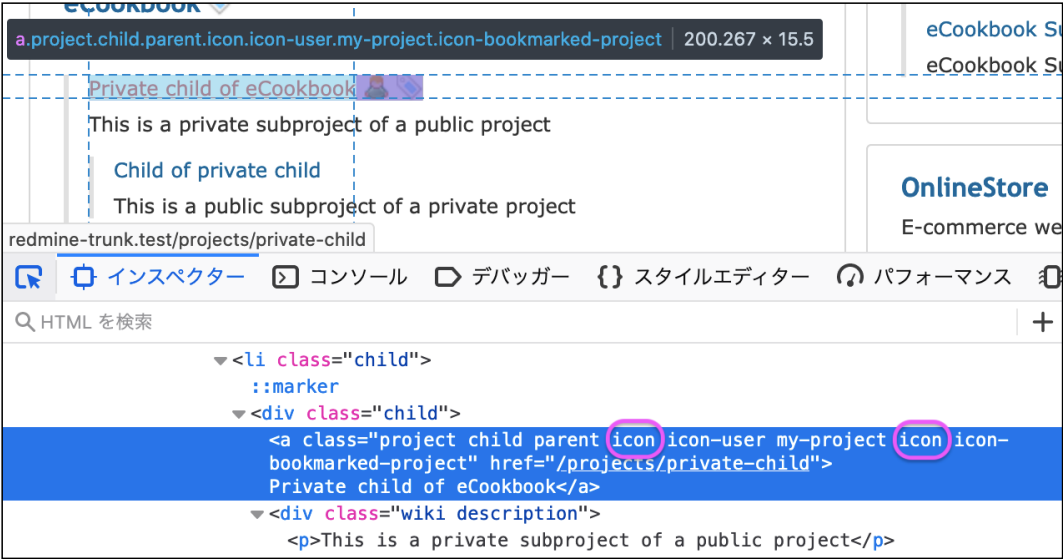 eCookbook
a.project.child.parent.icon.icon-user.my-project.icon-bookmarked-project 200.267 × 15.5
Private child of eCookbook
This is a private subproject of a public project
Child of private child
This is a public subproject of a private project
eCookbook Su
eCookbook Su
OnlineStore
E-commerce we
redmine-trunk.test/projects/private-child
インスペクター コンソール デバッガー スタイルエディター パフォーマンス
HTML を検索
<li class="child">
::marker
<div class="child">
<a class="project child parent icon icon-user my-project icon icon-
bookmarked-project" href="/projects/private-child">
Private child of eCookbook</a>
<div class="wiki description">
<p>This is a private subproject of a public project</p>